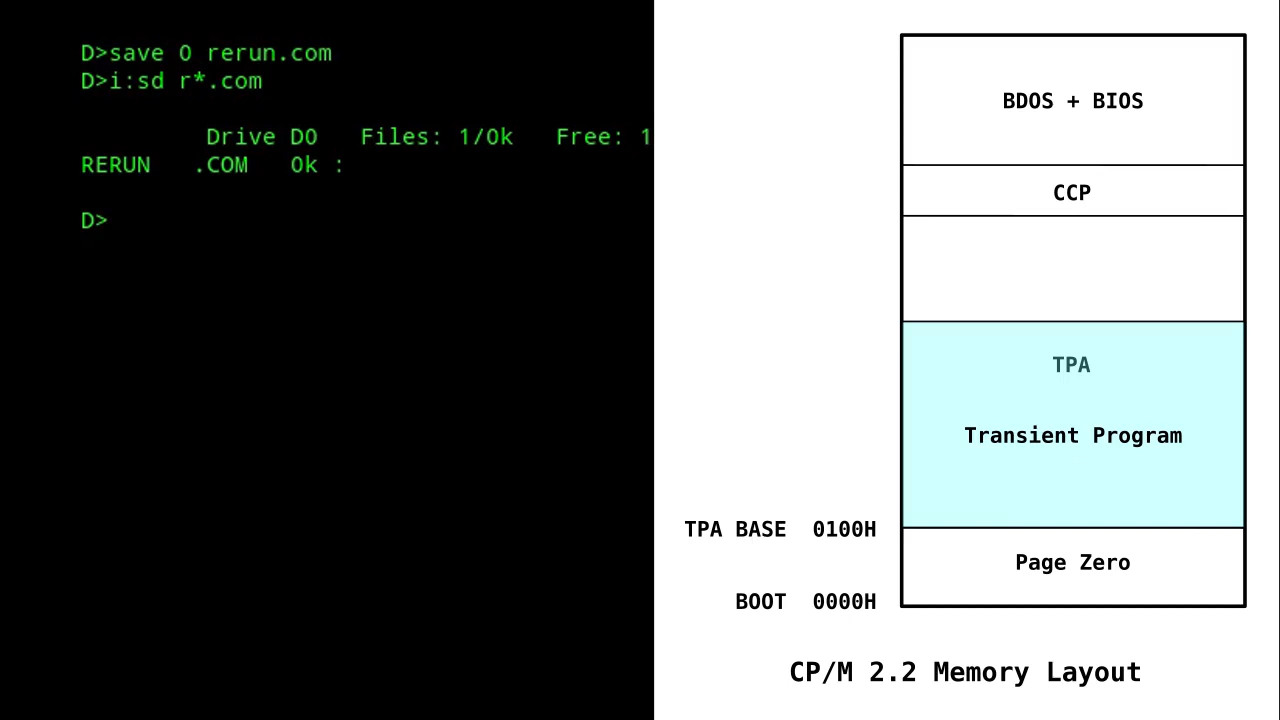 D>save 0 rerun.com
D>i:sd r*.com
Drive D0   Files: 1/0k   Free: 1
RERUN   .COM   0k :
D>
BDOS + BIOS
CCP
TPA
Transient Program
TPA BASE  0100H
Page Zero
BOOT  0000H
CP/M 2.2 Memory Layout